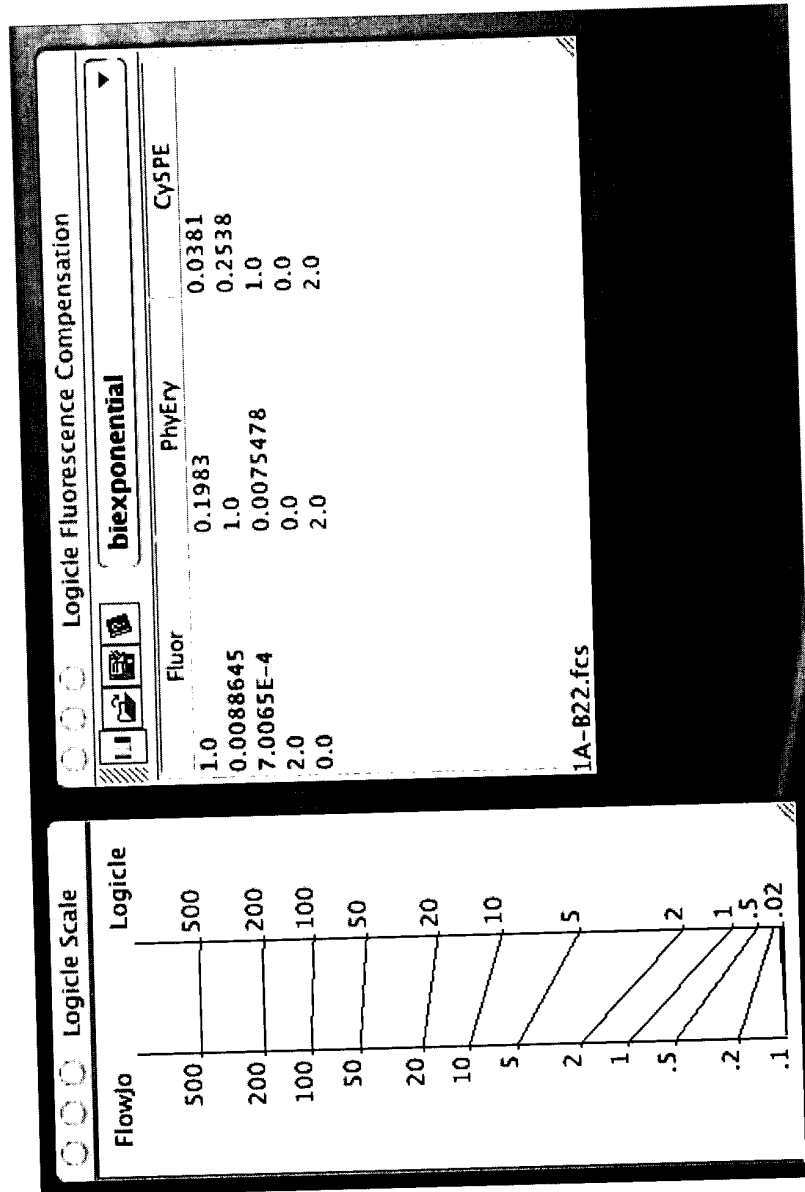 Logicle Scale
FlowJo Logicle
500 500
200 200
100 100
50 50
20 20
10 10
5 5
2 2
1 1
.5 .5
.2 .02
.1
Logicle Fluorescence Compensation
biexponential
Fluor PhyEry Cy5PE
1.0 0.1983 0.0381
0.0088645 1.0 0.2538
7.0065E-4 0.0075478 1.0
2.0 0.0 0.0
0.0 2.0 2.0
1A-B22.fcs